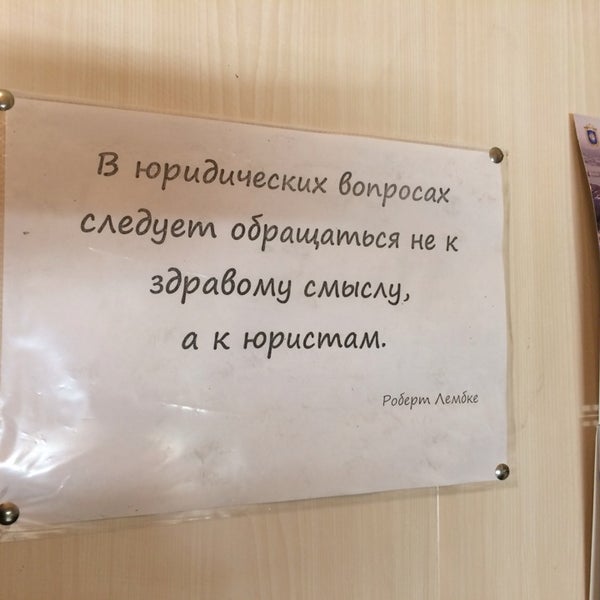 В юридических вопросах
следует обращаться не к
здравому смыслу,
а к юристам.
Роберт Лембке